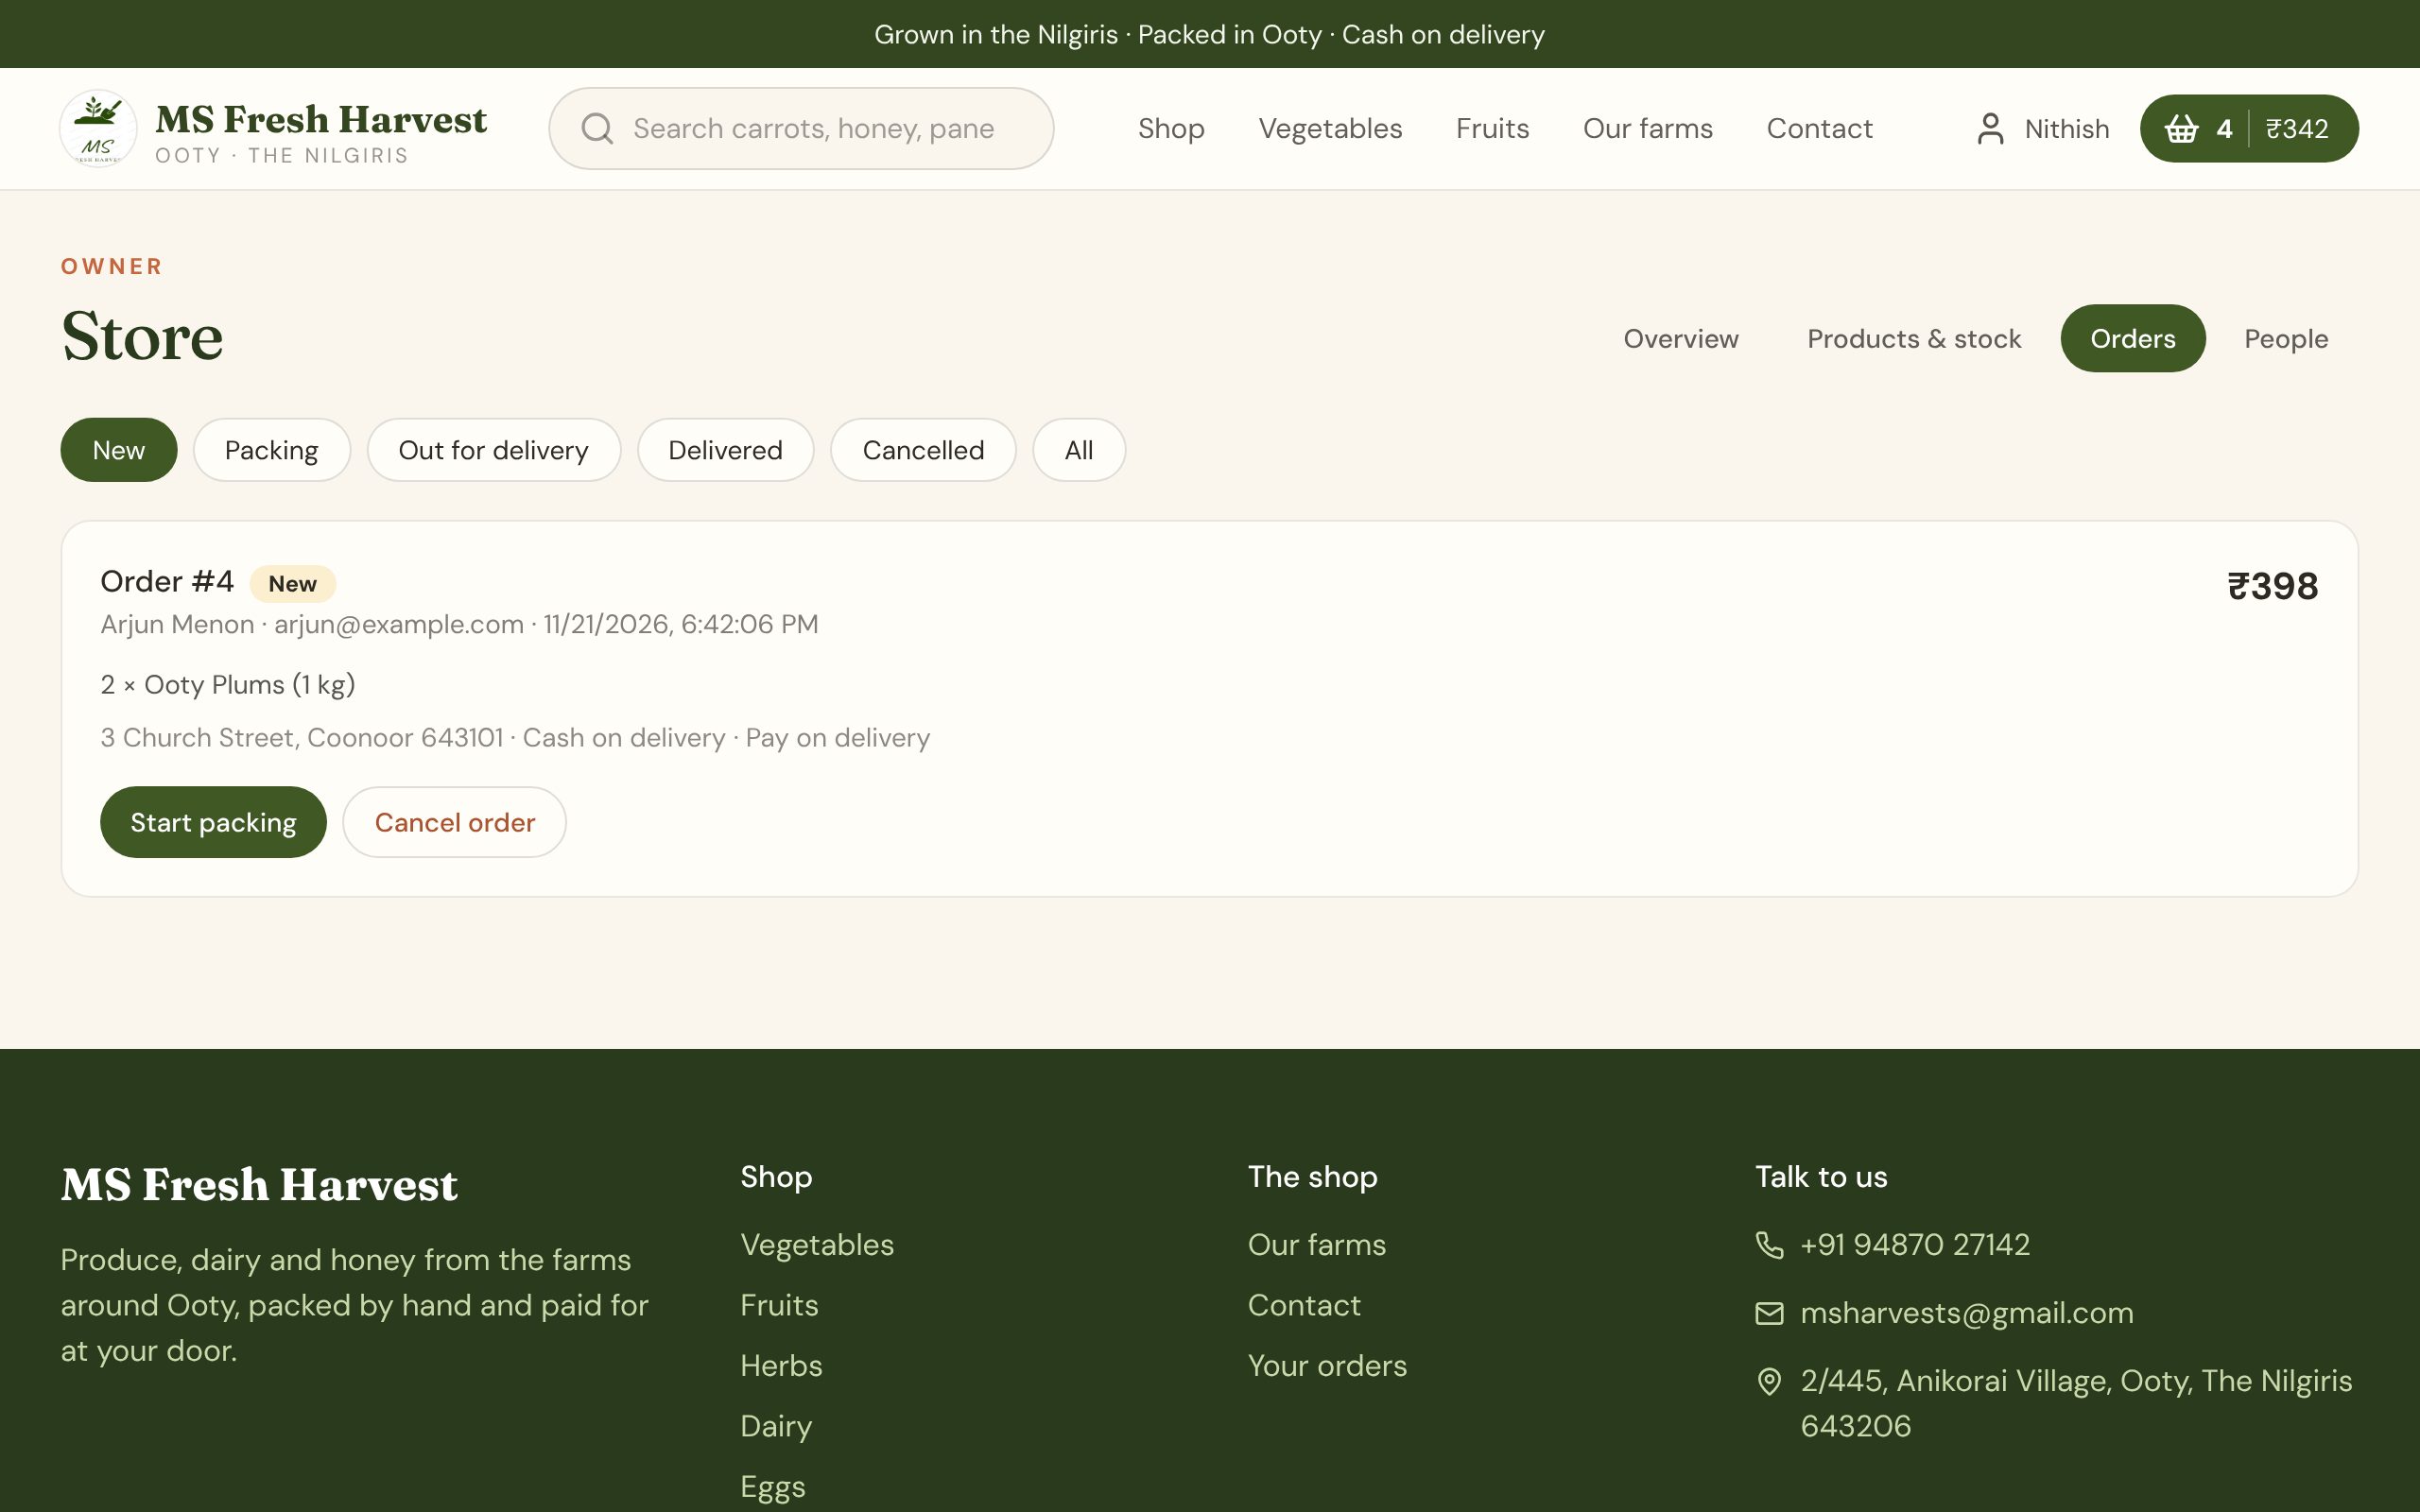 Grown in the Nilgiris · Packed in Ooty · Cash on delivery
MS
MS Fresh Harvest
OOTY · THE NILGIRIS
Search carrots, honey, pane
Shop
Vegetables
Fruits
Our farms
Contact
Nithish
4
₹342
OWNER
Store
Overview
Products & stock
Orders
People
New
Packing
Out for delivery
Delivered
Cancelled
All
Order #4
New
₹398
Arjun Menon · arjun@example.com · 11/21/2026, 6:42:06 PM
2 × Ooty Plums (1 kg)
3 Church Street, Coonoor 643101 · Cash on delivery · Pay on delivery
Start packing
Cancel order
MS Fresh Harvest
Produce, dairy and honey from the farms
around Ooty, packed by hand and paid for
at your door.
Shop
Vegetables
Fruits
Herbs
Dairy
Eggs
The shop
Our farms
Contact
Your orders
Talk to us
+91 94870 27142
msharvests@gmail.com
2/445, Anikorai Village, Ooty, The Nilgiris
643206